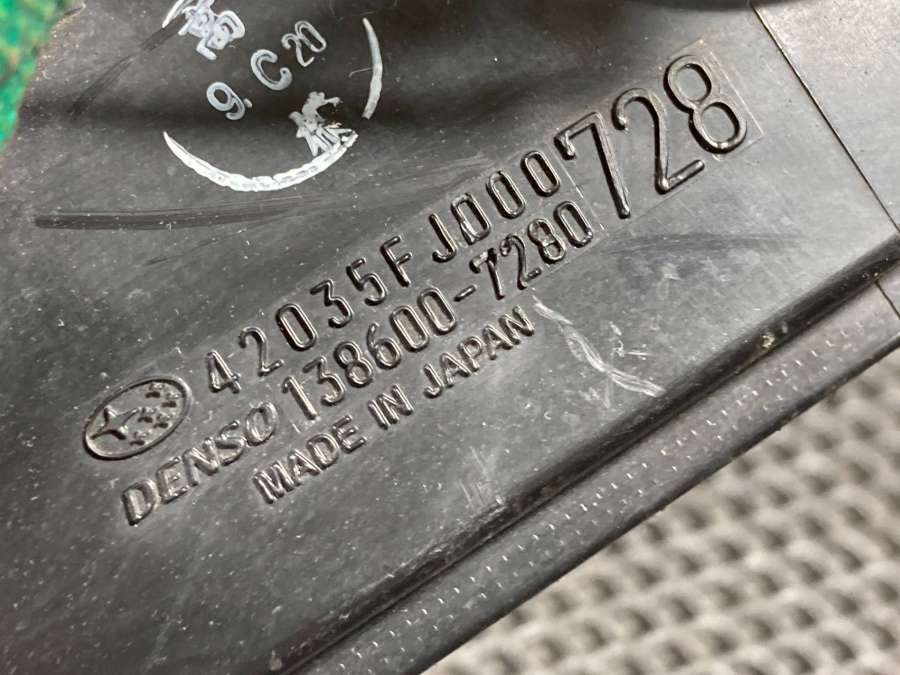 9.C20
42035FJ000
728
DENSO 138600-7280
MADE IN JAPAN